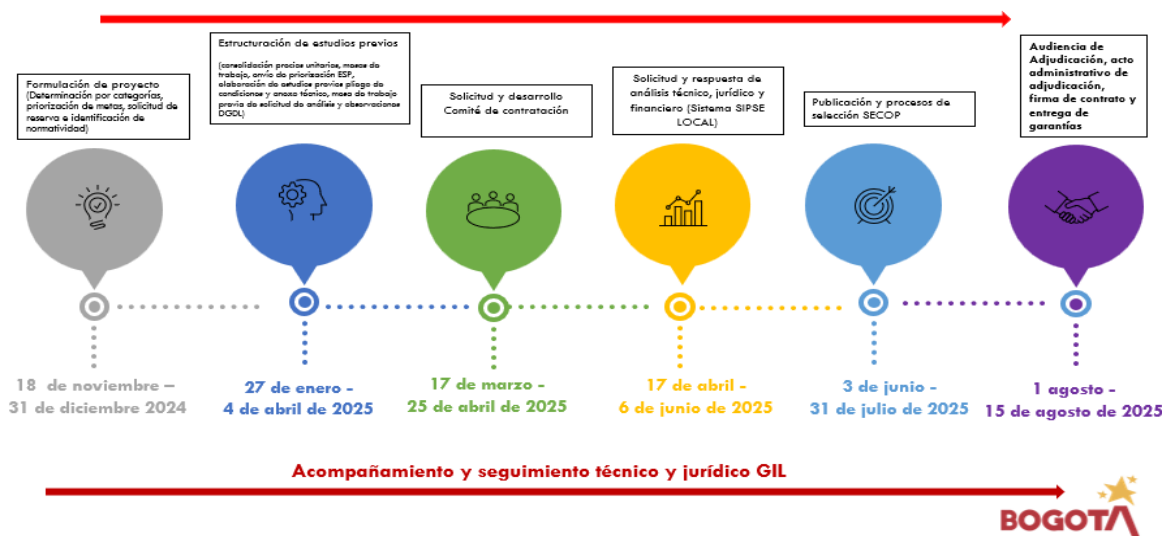 Formulación de proyecto
(Determinación por categorías,
priorización de metas, solicitud de
reserva e identificación de
normatividad)
Estructuración de estudios previos
(consolidación precios unitarios, mesas de
trabajo, envío de priorización ESP,
elaboración de estudios previos pliego de
condiciones y anexo técnico, mesa de trabajo
previa de solicitud de análisis y observaciones
DGDL)
Solicitud y desarrollo
Comité de contratación
Solicitud y respuesta de
análisis técnico, jurídico y
financiero (Sistema SIPSE
LOCAL)
Publicación y procesos de
selección SECOP
Audiencia de
Adjudicación, acto
administrativo de
adjudicación,
firma de contrato y
entrega de
garantías
18 de noviembre –
31 de diciembre 2024
27 de enero -
4 de abril de 2025
17 de marzo -
25 de abril de 2025
17 de abril -
6 de junio de 2025
3 de junio -
31 de julio de 2025
1 agosto -
15 de agosto de 2025
Acompañamiento y seguimiento técnico y jurídico GIL
BOGOTÁ